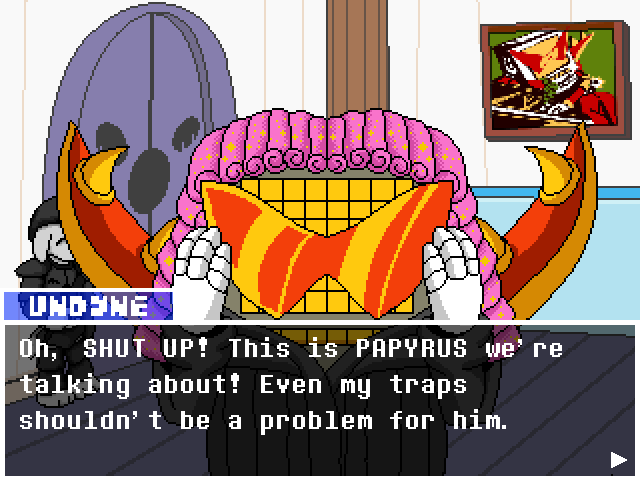 UNDYNE
Oh, SHUT UP! This is PAPYRUS we're
talking about! Even my traps
shouldn't be a problem for him.